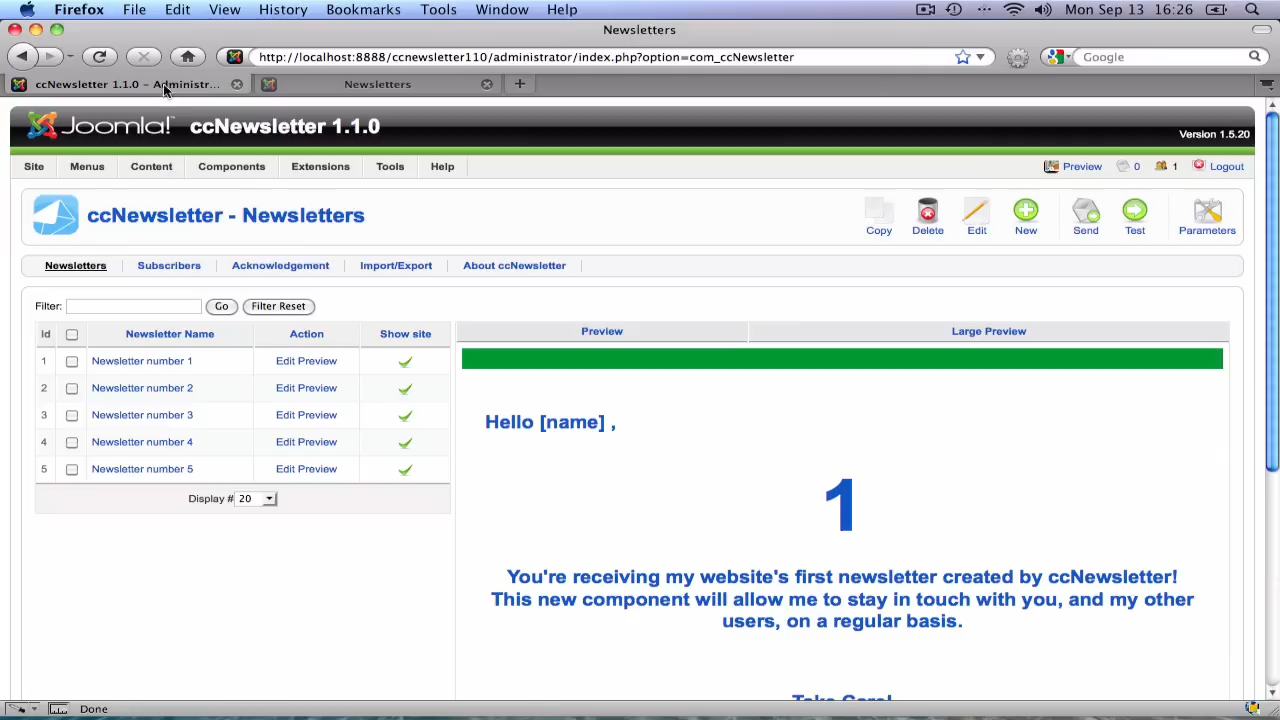 Firefox File Edit View History Bookmarks Tools Window Help Mon Sep 13 16:26
Newsletters
http://localhost:8888/ccnewsletter110/administrator/index.php?option=com_ccNewsletter Google
ccNewsletter 1.1.0 – Administr... Newsletters
Joomla! ccNewsletter 1.1.0
Version 1.5.20
Site Menus Content Components Extensions Tools Help Preview 0 1 Logout
ccNewsletter - Newsletters
Copy Delete Edit New Send Test Parameters
Newsletters Subscribers Acknowledgement Import/Export About ccNewsletter
Filter: Go Filter Reset
Id Newsletter Name Action Show site Preview Large Preview
1 Newsletter number 1 Edit Preview
2 Newsletter number 2 Edit Preview
3 Newsletter number 3 Edit Preview
4 Newsletter number 4 Edit Preview
5 Newsletter number 5 Edit Preview
Display # 20
Hello [name] ,
1
You're receiving my website's first newsletter created by ccNewsletter!
This new component will allow me to stay in touch with you, and my other
users, on a regular basis.
Take Care!
Done